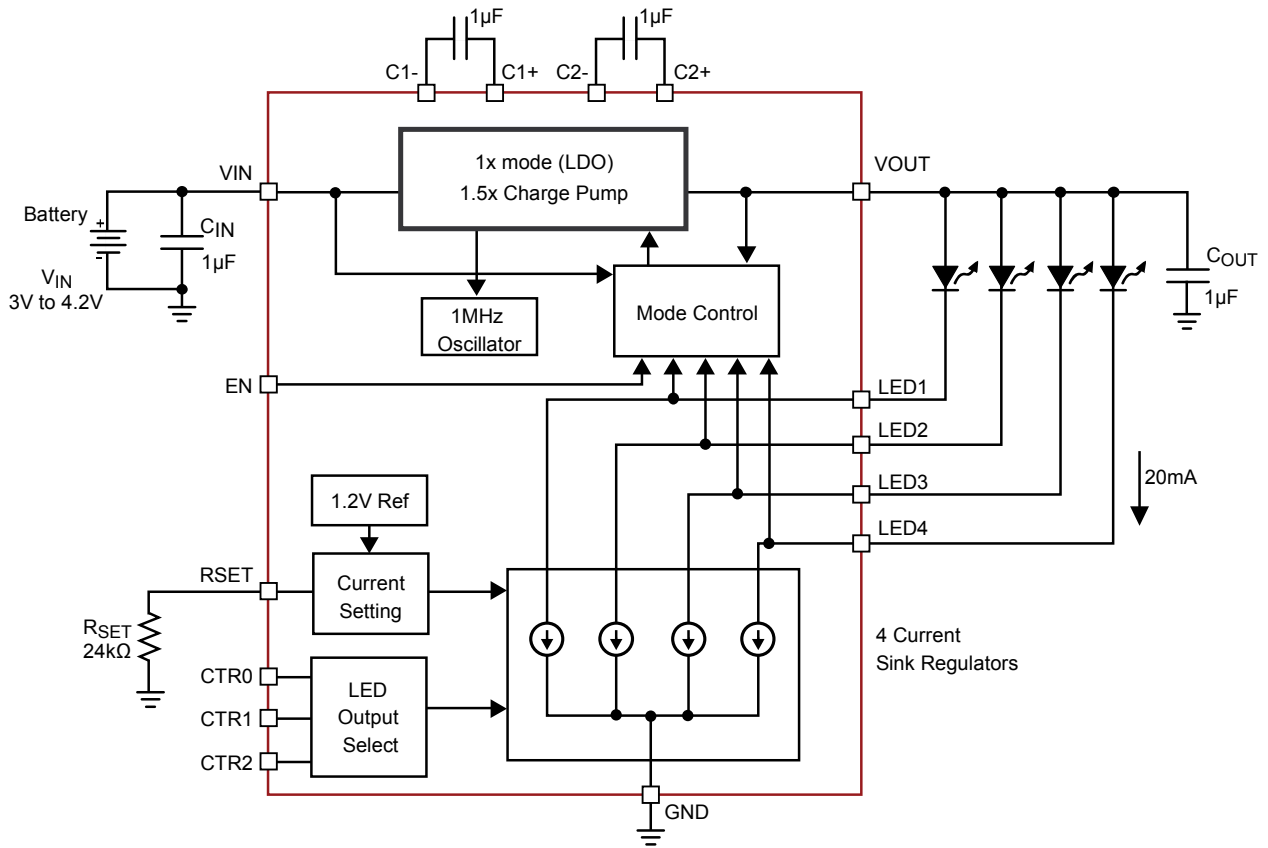 1µF
1µF
C1-
C1+
C2-
C2+
VIN
1x mode (LDO)
1.5x Charge Pump
VOUT
Battery
+
-
CIN
1µF
VIN
3V to 4.2V
1MHz
Oscillator
Mode Control
COUT
1µF
EN
LED1
LED2
LED3
LED4
20mA
1.2V Ref
RSET
Current
Setting
RSET
24kΩ
4 Current
Sink Regulators
CTR0
CTR1
CTR2
LED
Output
Select
GND